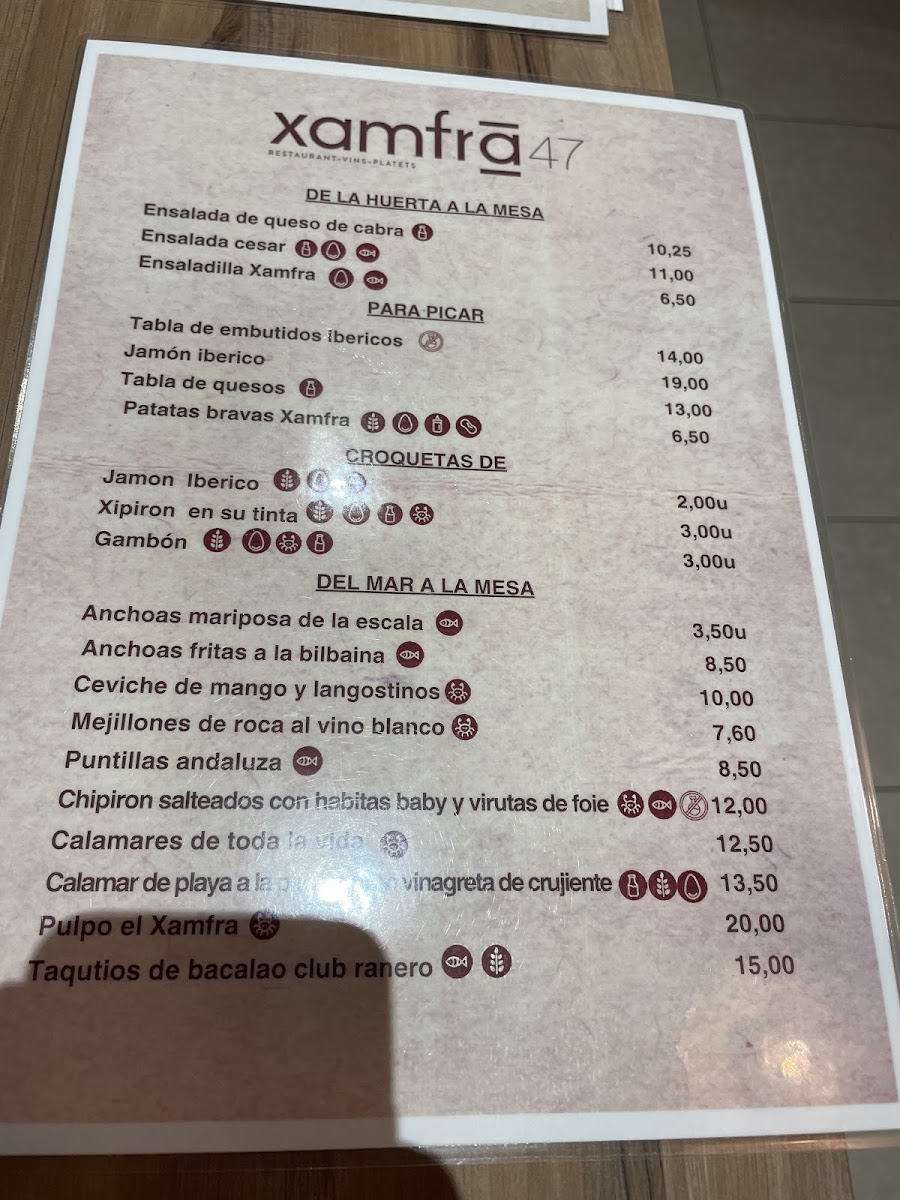 xamfrā 47
RESTAURANT-VINS-PLATETS
DE LA HUERTA A LA MESA
Ensalada de queso de cabra 10,25
Ensalada cesar 11,00
Ensaladilla Xamfra 6,50
PARA PICAR
Tabla de embutidos ibericos 14,00
Jamón iberico 19,00
Tabla de quesos 13,00
Patatas bravas Xamfra 6,50
CROQUETAS DE
Jamon Iberico 2,00u
Xipiron en su tinta 3,00u
Gambón 3,00u
DEL MAR A LA MESA
Anchoas mariposa de la escala 3,50u
Anchoas fritas a la bilbaina 8,50
Ceviche de mango y langostinos 10,00
Mejillones de roca al vino blanco 7,60
Puntillas andaluza 8,50
Chipiron salteados con habitas baby y virutas de foie 12,00
Calamares de toda la vida 12,50
Calamar de playa a la vinagreta de crujiente 13,50
Pulpo el Xamfra 20,00
Taqutios de bacalao club ranero 15,00